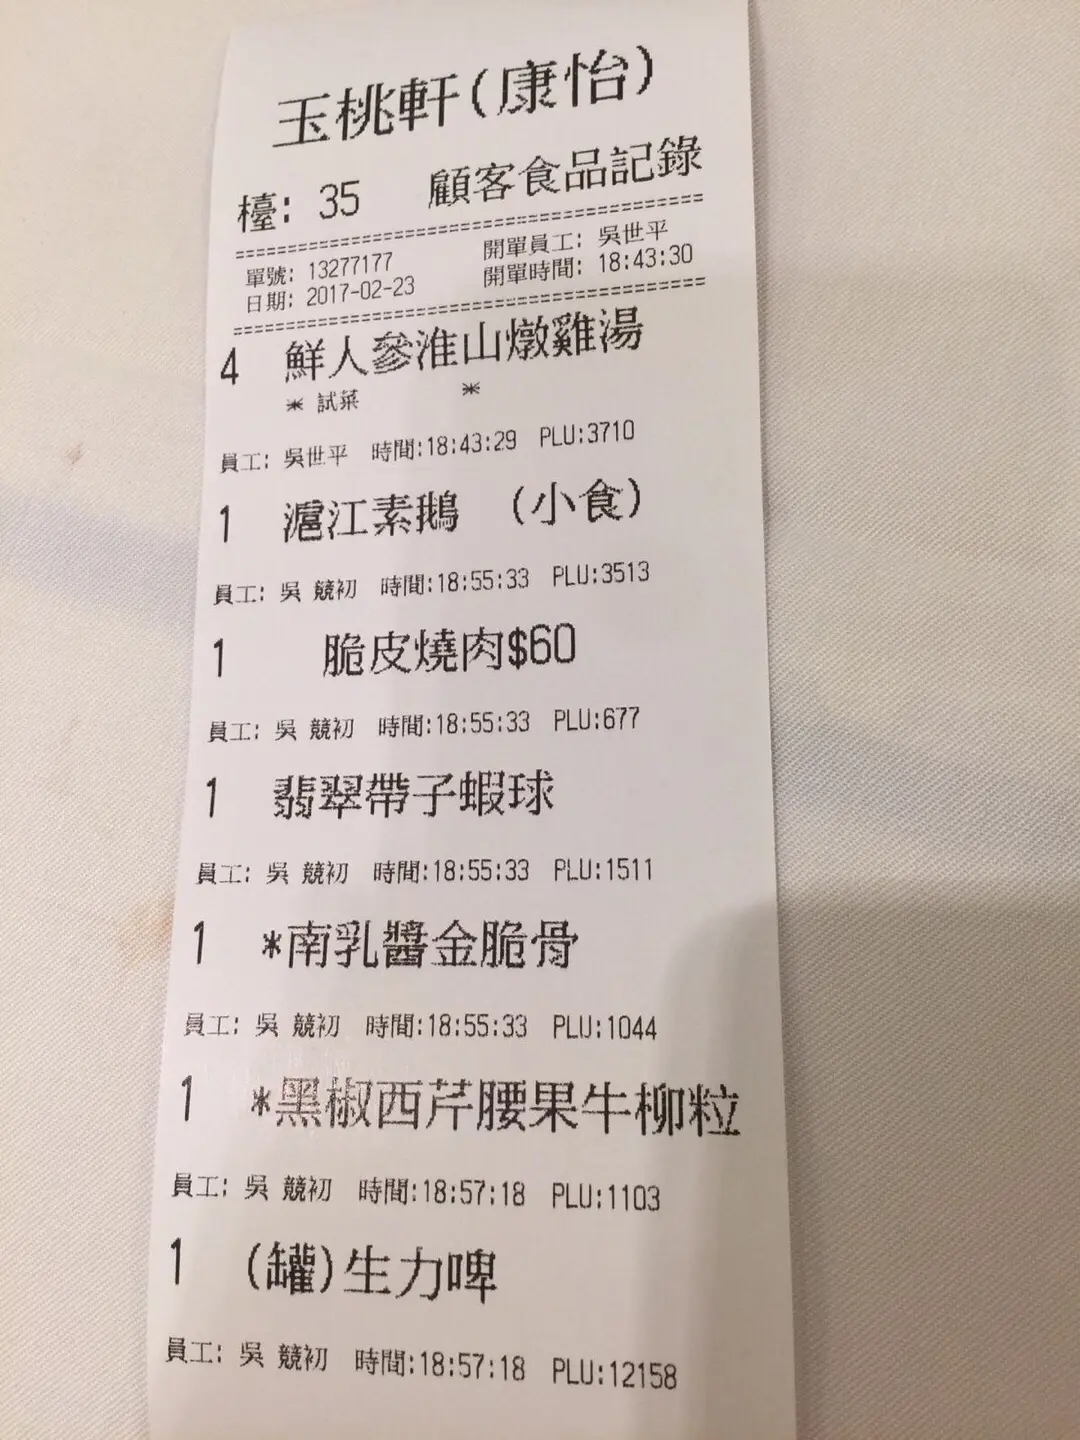 玉桃軒(康怡)
檯: 35 顧客食品記錄
================================================
單號: 13277177 開單員工: 吳世平
日期: 2017-02-23 開單時間: 18:43:30
================================================
4 鮮人參淮山燉雞湯
* 試菜 *
員工: 吳世平 時間:18:43:29 PLU:3710
1 滬江素鵝 (小食)
員工: 吳 競初 時間:18:55:33 PLU:3513
1 脆皮燒肉$60
員工: 吳 競初 時間:18:55:33 PLU:677
1 翡翠帶子蝦球
員工: 吳 競初 時間:18:55:33 PLU:1511
1 *南乳醬金脆骨
員工: 吳 競初 時間:18:55:33 PLU:1044
1 *黑椒西芹腰果牛柳粒
員工: 吳 競初 時間:18:57:18 PLU:1103
1 (罐)生力啤
員工: 吳 競初 時間:18:57:18 PLU:12158